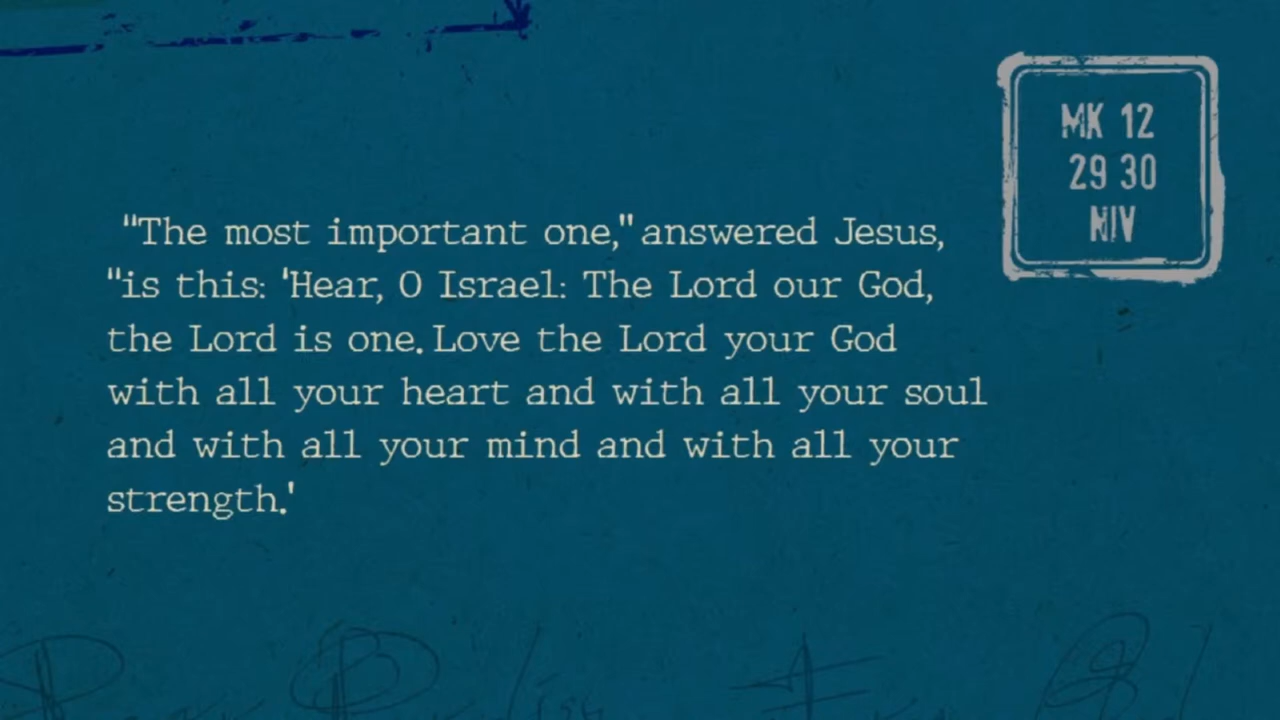 MK 12
29 30
NIV
"The most important one," answered Jesus,
"is this: 'Hear, O Israel: The Lord our God,
the Lord is one. Love the Lord your God
with all your heart and with all your soul
and with all your mind and with all your
strength.'